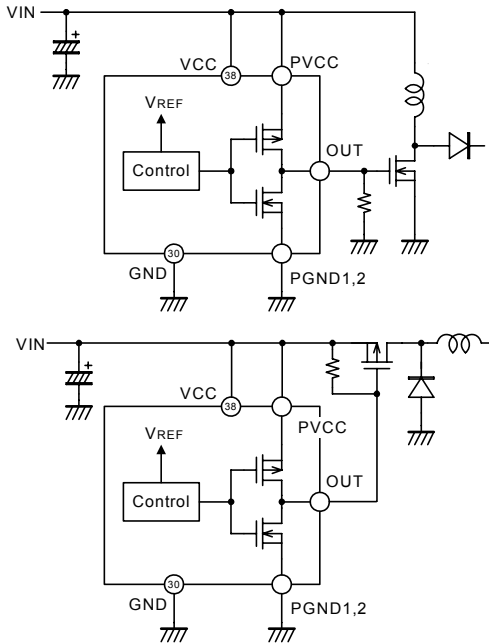 VIN
+
VCC
38
PVCC
VREF
OUT
Control
30
GND
PGND1,2
VIN
+
VCC
38
PVCC
VREF
OUT
Control
30
GND
PGND1,2